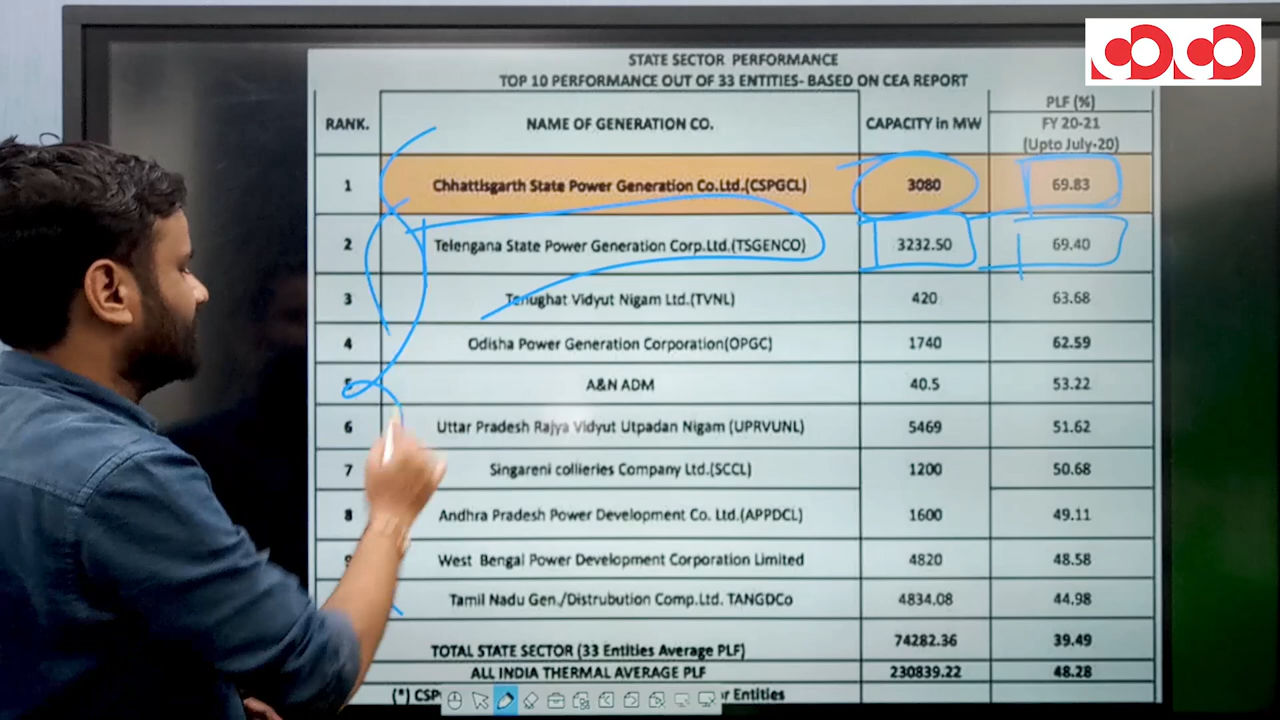 STATE SECTOR PERFORMANCE
TOP 10 PERFORMANCE OUT OF 33 ENTITIES- BASED ON CEA REPORT
RANK. NAME OF GENERATION CO. CAPACITY in MW PLF (%)
FY 20-21
(Upto July-20)
1 Chhattisgarth State Power Generation Co.Ltd.(CSPGCL) 3080 69.83
2 Telengana State Power Generation Corp.Ltd.(TSGENCO) 3232.50 69.40
3 Tenughat Vidyut Nigam Ltd.(TVNL) 420 63.68
4 Odisha Power Generation Corporation(OPGC) 1740 62.59
5 A&N ADM 40.5 53.22
6 Uttar Pradesh Rajya Vidyut Utpadan Nigam (UPRVUNL) 5469 51.62
7 Singareni collieries Company Ltd.(SCCL) 1200 50.68
8 Andhra Pradesh Power Development Co. Ltd.(APPDCL) 1600 49.11
9 West Bengal Power Development Corporation Limited 4820 48.58
Tamil Nadu Gen./Distrubution Comp.Ltd. TANGDCo 4834.08 44.98
TOTAL STATE SECTOR (33 Entities Average PLF) 74282.36 39.49
ALL INDIA THERMAL AVERAGE PLF 230839.22 48.28
(*) Entities